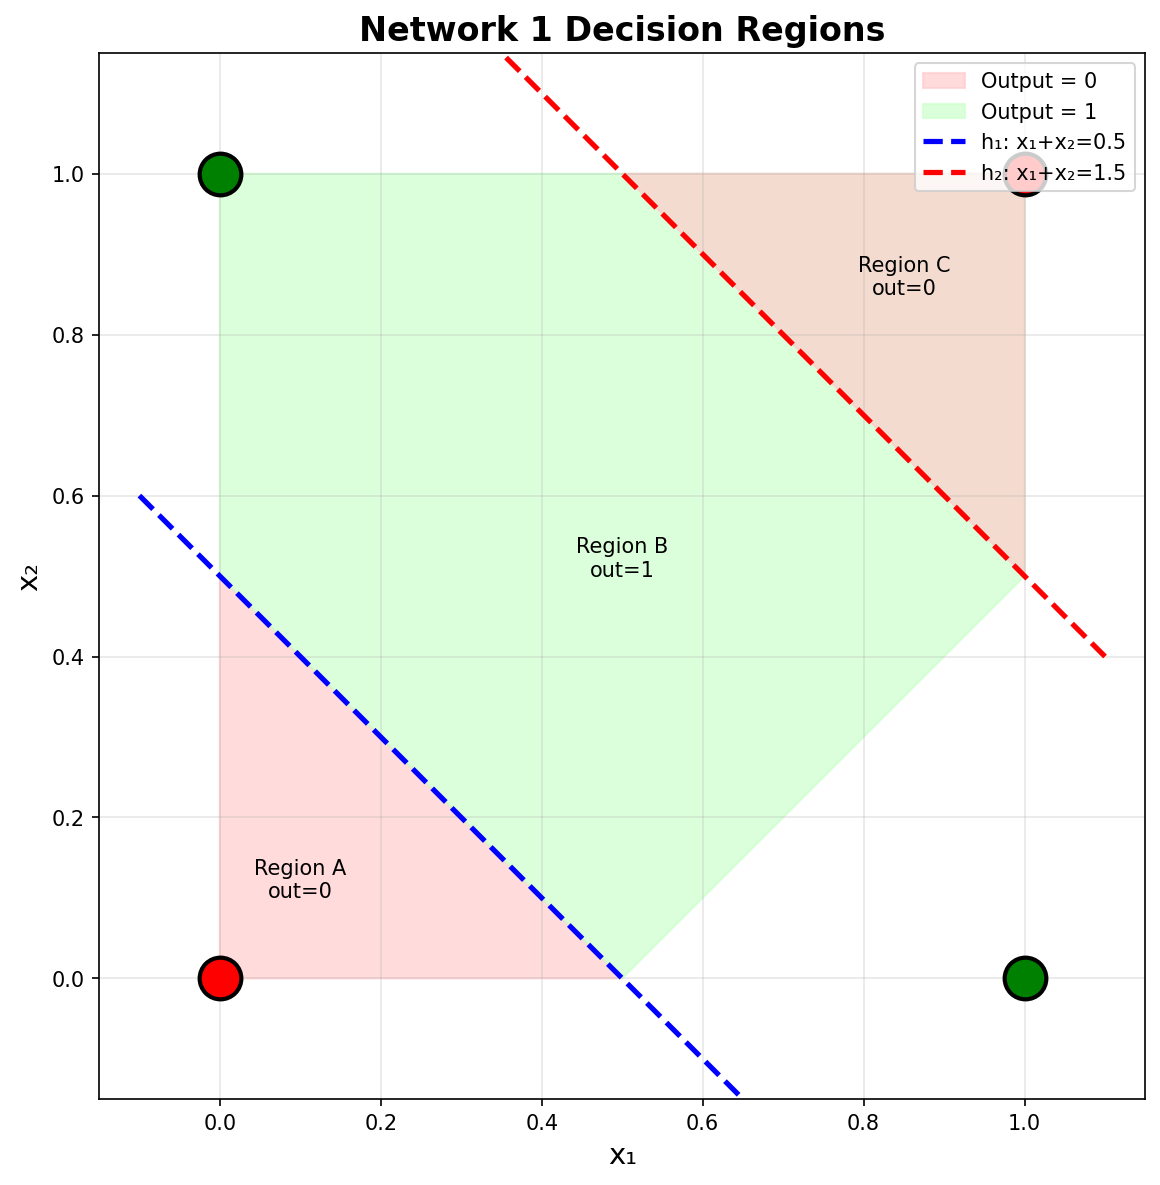 Network 1 Decision Regions
Output = 0
Output = 1
h₁: x₁+x₂=0.5
h₂: x₁+x₂=1.5
Region C
out=0
Region B
out=1
Region A
out=0
1.0
0.8
0.6
0.4
0.2
0.0
x₂
0.0 0.2 0.4 0.6 0.8 1.0
x₁